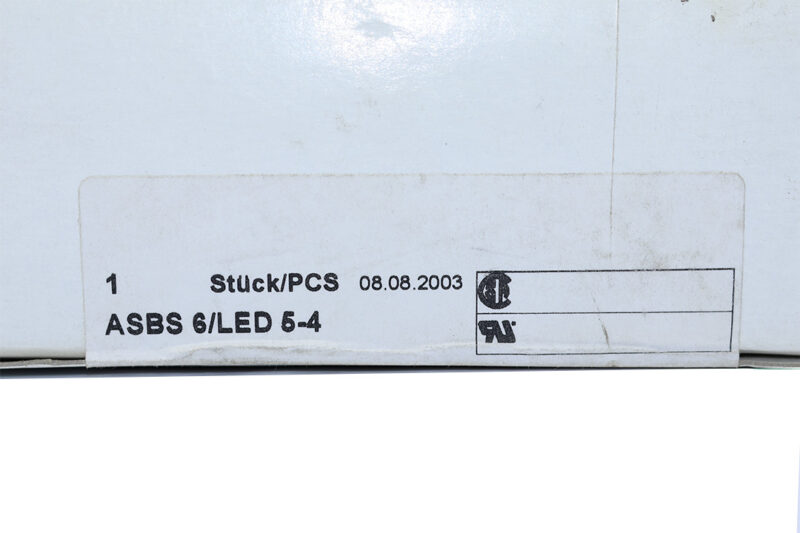 1 Stück/PCS 08.08.2003
ASBS 6/LED 5-4